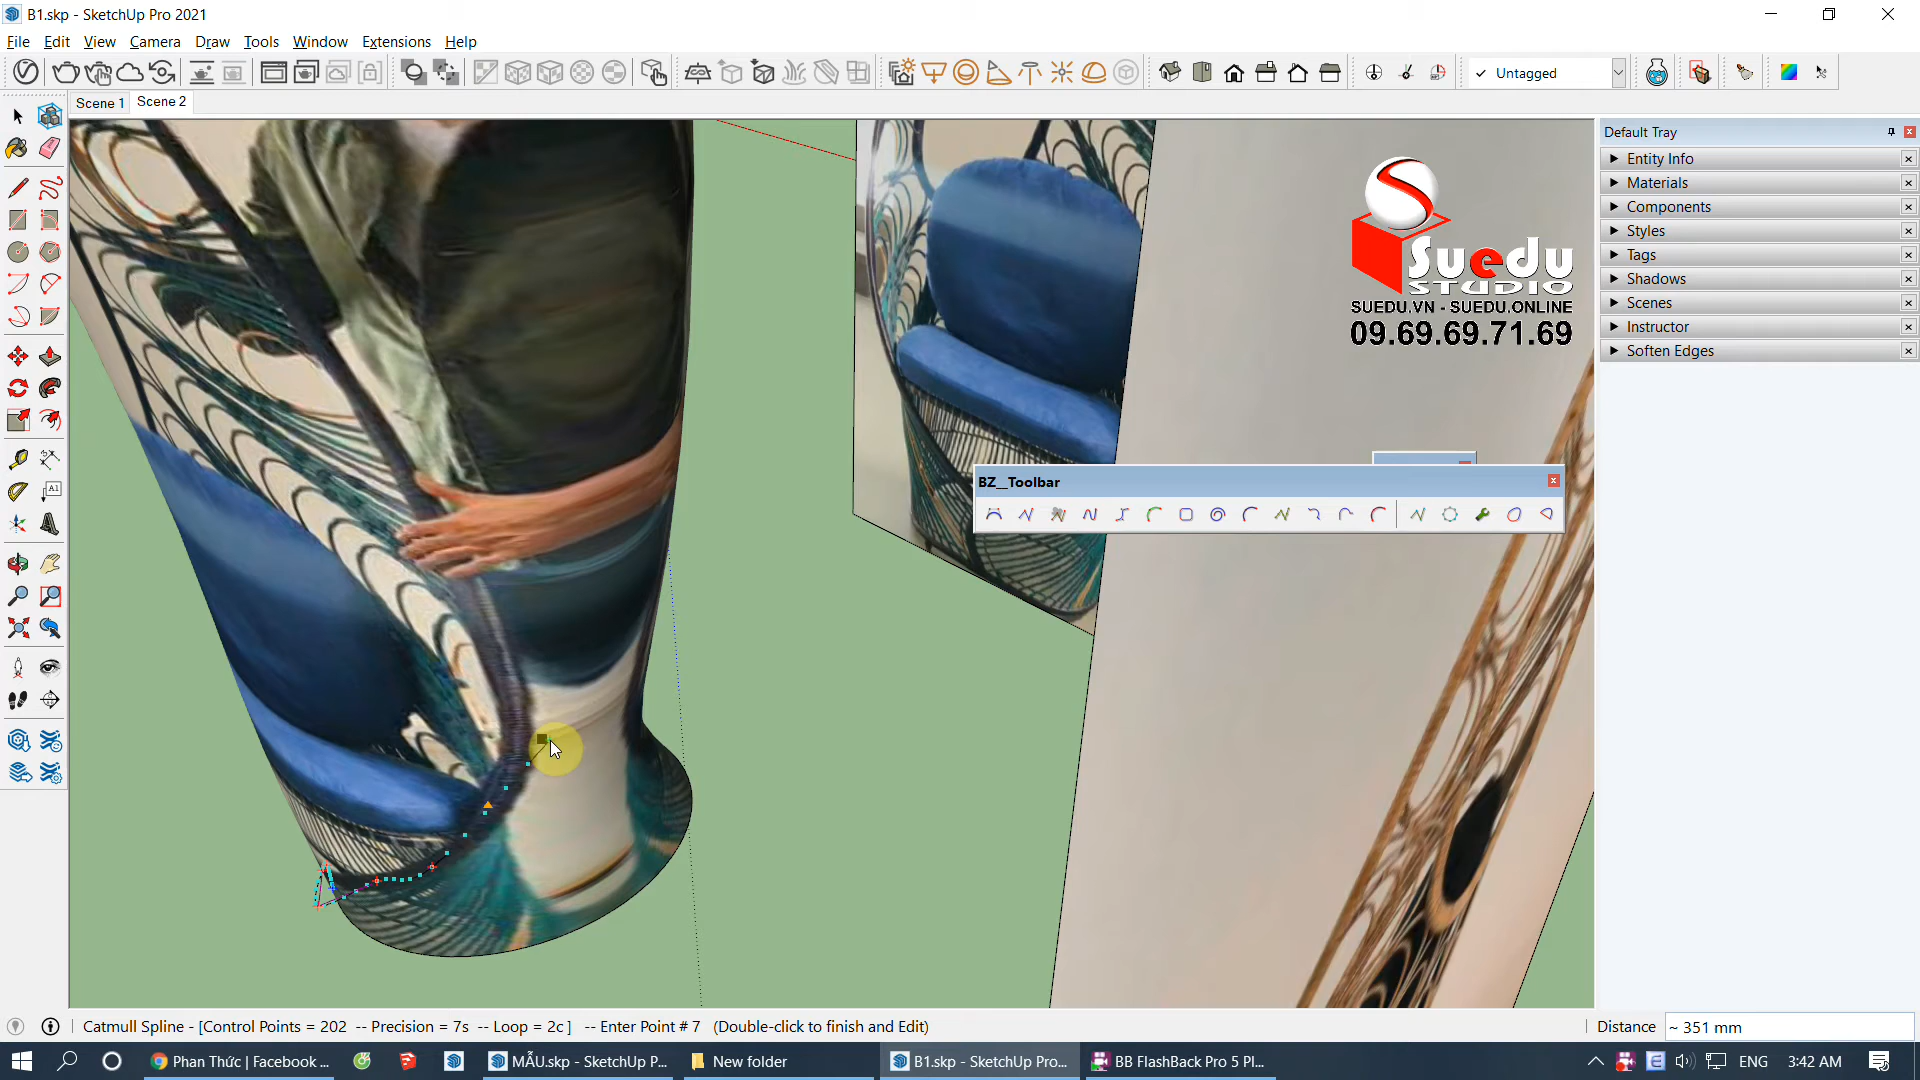 B1.skp - SketchUp Pro 2021
File Edit View Camera Draw Tools Window Extensions Help
Untagged
Scene 1 Scene 2
Default Tray
Entity Info
Materials
Components
Styles
Tags
Shadows
Scenes
Instructor
Soften Edges
Suedu
STUDIO
SUEDU.VN - SUEDU.ONLINE
09.69.69.71.69
BZ__Toolbar
A1
Catmull Spline - [Control Points = 202 -- Precision = 7s -- Loop = 2c ] -- Enter Point # 7 (Double-click to finish and Edit)
Distance ~ 351 mm
Phan Thức | Facebook ...
MẪU.skp - SketchUp P...
New folder
B1.skp - SketchUp Pro...
BB FlashBack Pro 5 Pl...
ENG 3:42 AM